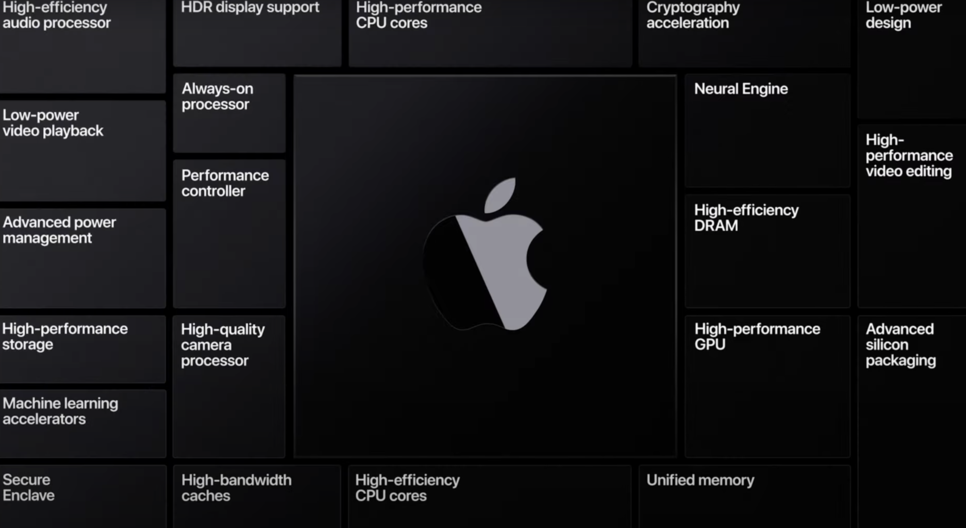 High-efficiency
audio processor
HDR display support
High-performance
CPU cores
Cryptography
acceleration
Low-power
design
Always-on
processor
Neural Engine
Low-power
video playback
High-
performance
video editing
Performance
controller
High-efficiency
DRAM
Advanced power
management
High-performance
storage
High-quality
camera
processor
High-performance
GPU
Advanced
silicon
packaging
Machine learning
accelerators
Secure
Enclave
High-bandwidth
caches
High-efficiency
CPU cores
Unified memory